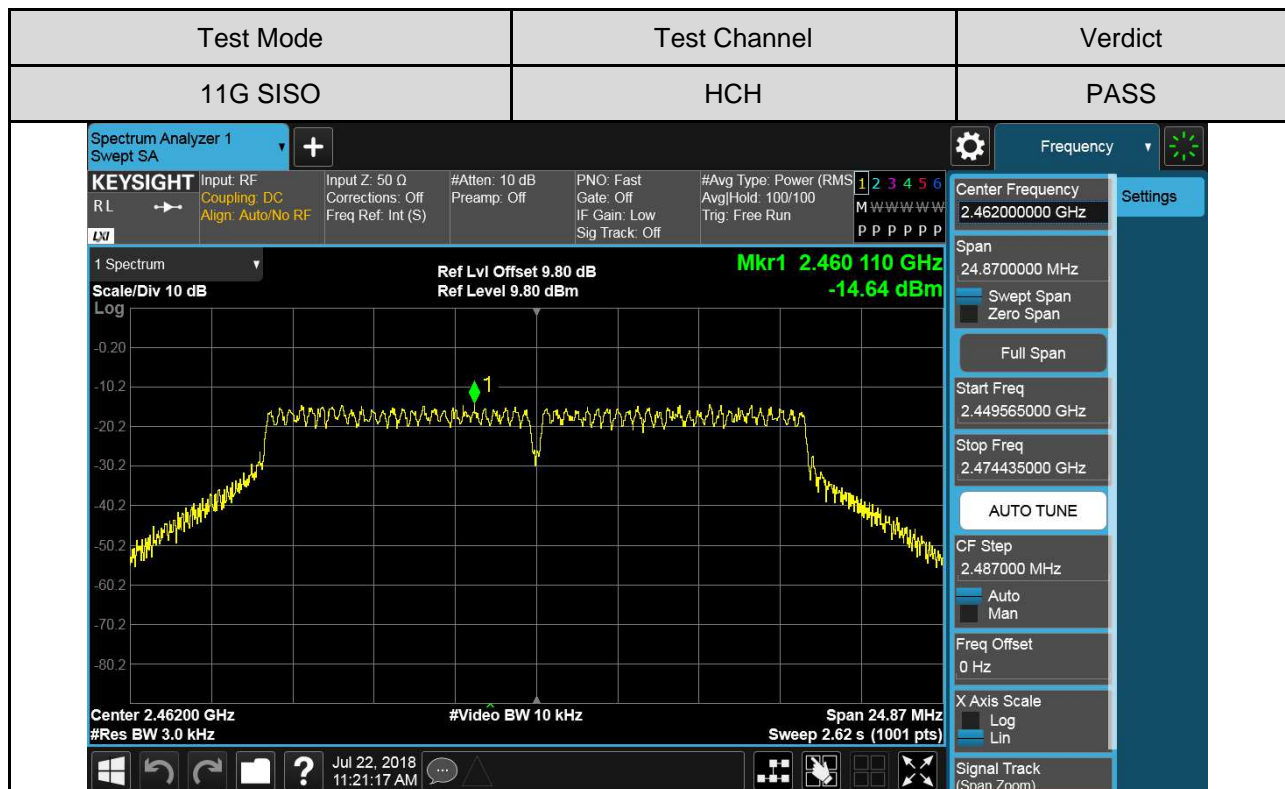 Test Mode Test Channel Verdict
11G SISO HCH PASS
Spectrum Analyzer 1
Swept SA
+
Frequency
KEYSIGHT Input: RF Input Z: 50 Ω #Atten: 10 dB PNO: Fast #Avg Type: Power (RMS 1 2 3 4 5 6
R L Coupling: DC Corrections: Off Preamp: Off Gate: Off Avg|Hold: 100/100 M W W W W W
Align: Auto/No RF Freq Ref: Int (S) IF Gain: Low Trig: Free Run
LXI Sig Track: Off P P P P P P
1 Spectrum
Ref Lvl Offset 9.80 dB
Mkr1 2.460 110 GHz
Scale/Div 10 dB
Ref Level 9.80 dBm
-14.64 dBm
Log
1
-0.20
-10.2
-20.2
-30.2
-40.2
-50.2
-60.2
-70.2
-80.2
Center 2.46200 GHz #Video BW 10 kHz Span 24.87 MHz
#Res BW 3.0 kHz Sweep 2.62 s (1001 pts)
? Jul 22, 2018
11:21:17 AM
Center Frequency
2.462000000 GHz
Settings
Span
24.8700000 MHz
Swept Span
Zero Span
Full Span
Start Freq
2.449565000 GHz
Stop Freq
2.474435000 GHz
AUTO TUNE
CF Step
2.487000 MHz
Auto
Man
Freq Offset
0 Hz
X Axis Scale
Log
Lin
Signal Track
(Span Zoom)